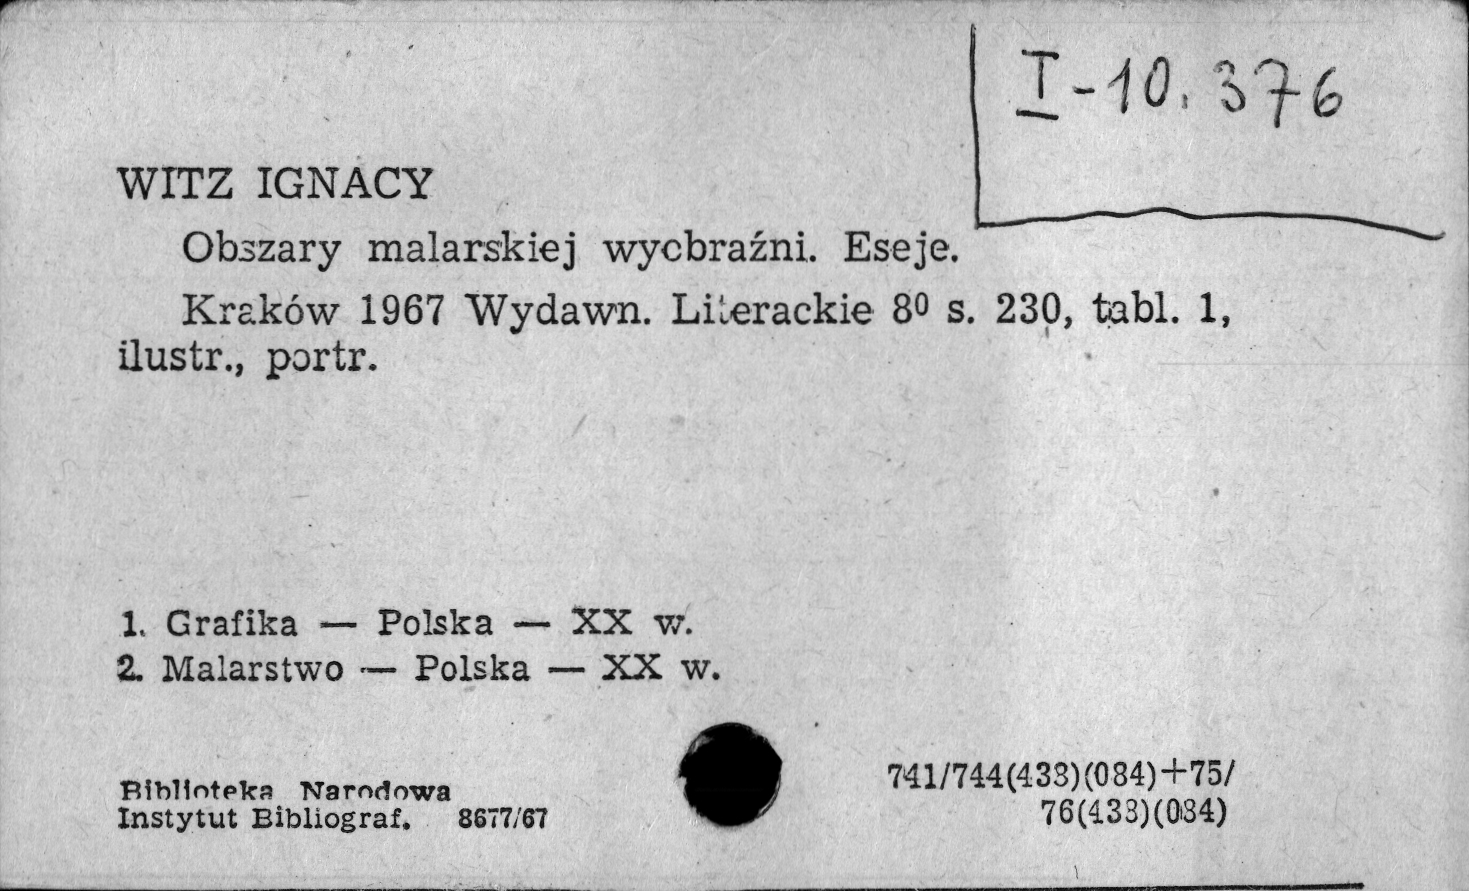 I-10.376
WITZ IGNACY
Obszary malarskiej wyobraźni. Eseje.
Kraków 1967 Wydawn. Literackie 8⁰ s. 230, tabl. 1,
ilustr., portr.
1. Grafika — Polska — XX w.
2. Malarstwo — Polska — XX w.
Biblioteka Narodowa
Instytut Bibliograf. 8677/67
741/744(438)(084)+75/
76(438)(084)